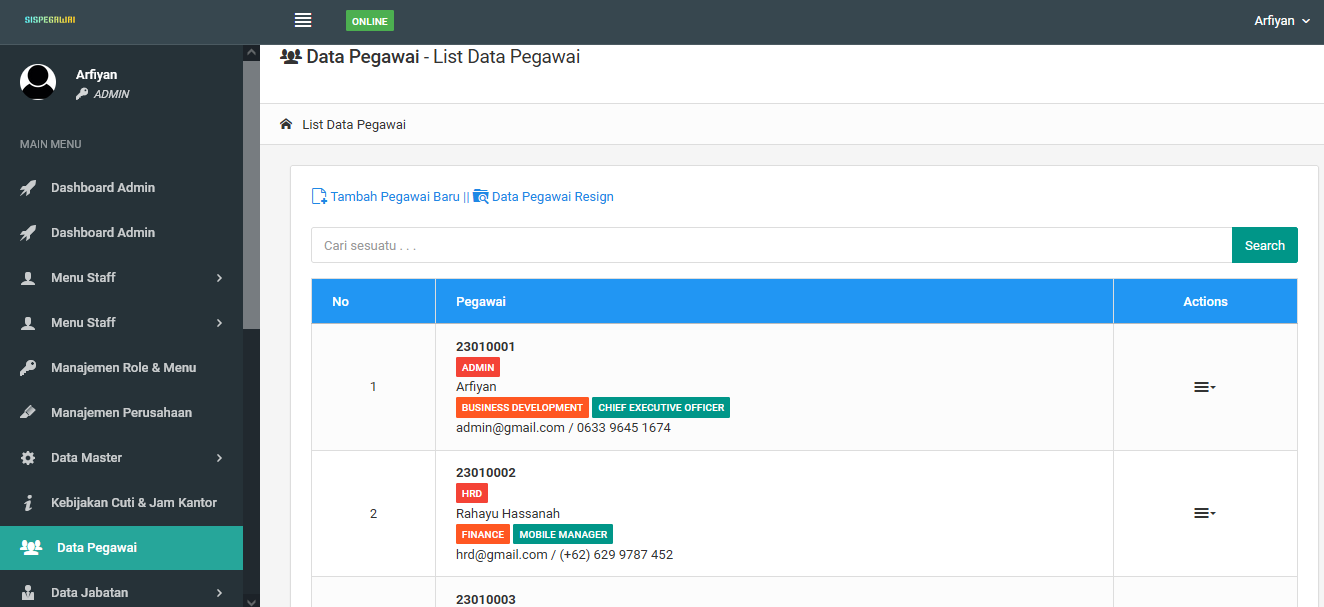 SISPEGAWAI
ONLINE
Arfiyan
Arfiyan
ADMIN
MAIN MENU
Dashboard Admin
Dashboard Admin
Menu Staff
Menu Staff
Manajemen Role & Menu
Manajemen Perusahaan
Data Master
Kebijakan Cuti & Jam Kantor
Data Pegawai
Data Jabatan
Data Pegawai - List Data Pegawai
List Data Pegawai
Tambah Pegawai Baru || Data Pegawai Resign
Cari sesuatu . . . Search
No Pegawai Actions
23010001
ADMIN
1 Arfiyan
BUSINESS DEVELOPMENT CHIEF EXECUTIVE OFFICER
admin@gmail.com / 0633 9645 1674
23010002
HRD
2 Rahayu Hassanah
FINANCE MOBILE MANAGER
hrd@gmail.com / (+62) 629 9787 452
23010003